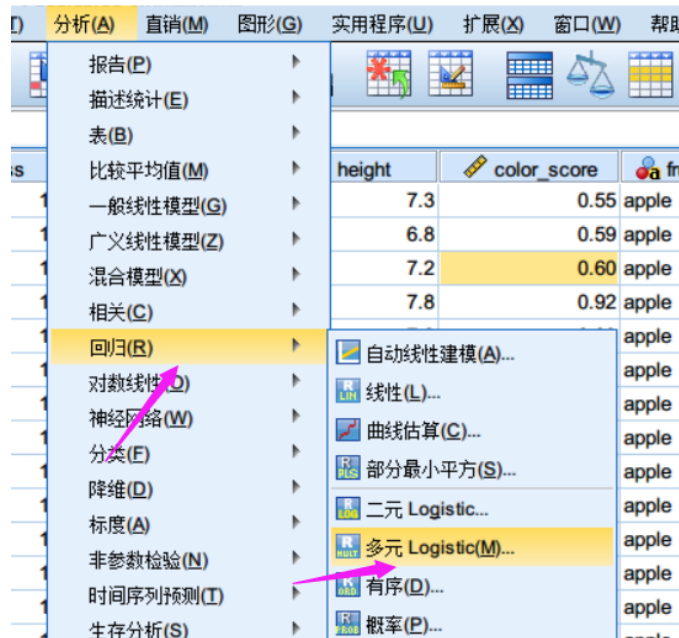 分析(A) 直销(M) 图形(G) 实用程序(U) 扩展(X) 窗口(W)
报告(P)
描述统计(E)
表(B)
比较平均值(M)
一般线性模型(G)
广义线性模型(Z)
混合模型(X)
相关(C)
回归(R)
对数线性(O)
神经网络(W)
分类(F)
降维(D)
标度(A)
非参数检验(N)
时间序列预测(T)
生存分析(S)
自动线性建模(A)...
线性(L)...
曲线估算(C)...
部分最小平方(S)...
二元 Logistic...
多元 Logistic(M)...
有序(D)...
概率(P)...
height color_score
7.3 0.55 apple
6.8 0.59 apple
7.2 0.60 apple
7.8 0.92 apple
apple
apple
apple
apple
apple
apple
apple
apple